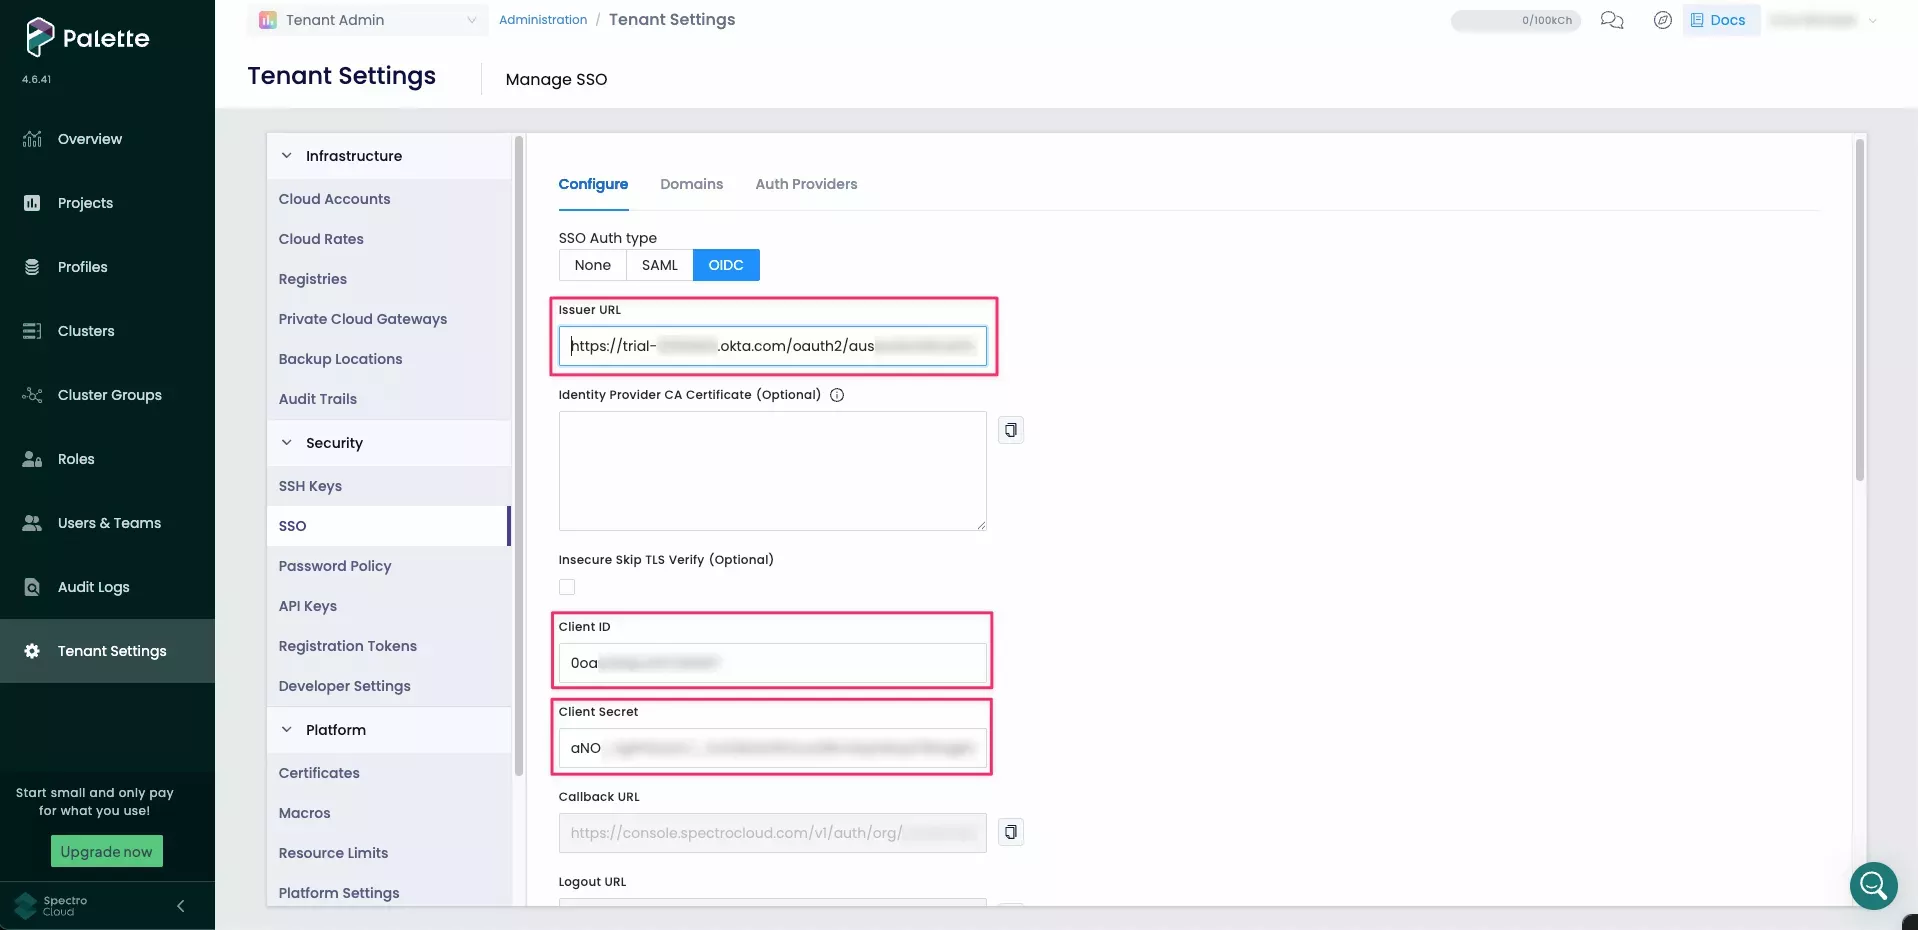 Palette
4.6.41
Overview
Projects
Profiles
Clusters
Cluster Groups
Roles
Users & Teams
Audit Logs
Tenant Settings
Start small and only pay
for what you use!
Upgrade now
Spectro
Cloud
Tenant Admin
Administration / Tenant Settings
0/100kCh
Docs
Tenant Settings
Manage SSO
Infrastructure
Cloud Accounts
Cloud Rates
Registries
Private Cloud Gateways
Backup Locations
Audit Trails
Security
SSH Keys
SSO
Password Policy
API Keys
Registration Tokens
Developer Settings
Platform
Certificates
Macros
Resource Limits
Platform Settings
Configure Domains Auth Providers
SSO Auth type
None SAML OIDC
Issuer URL
https://trial- .okta.com/oauth2/aus
Identity Provider CA Certificate (Optional)
Insecure Skip TLS Verify (Optional)
Client ID
0oa
Client Secret
aNO
Callback URL
https://console.spectrocloud.com/v1/auth/org/
Logout URL